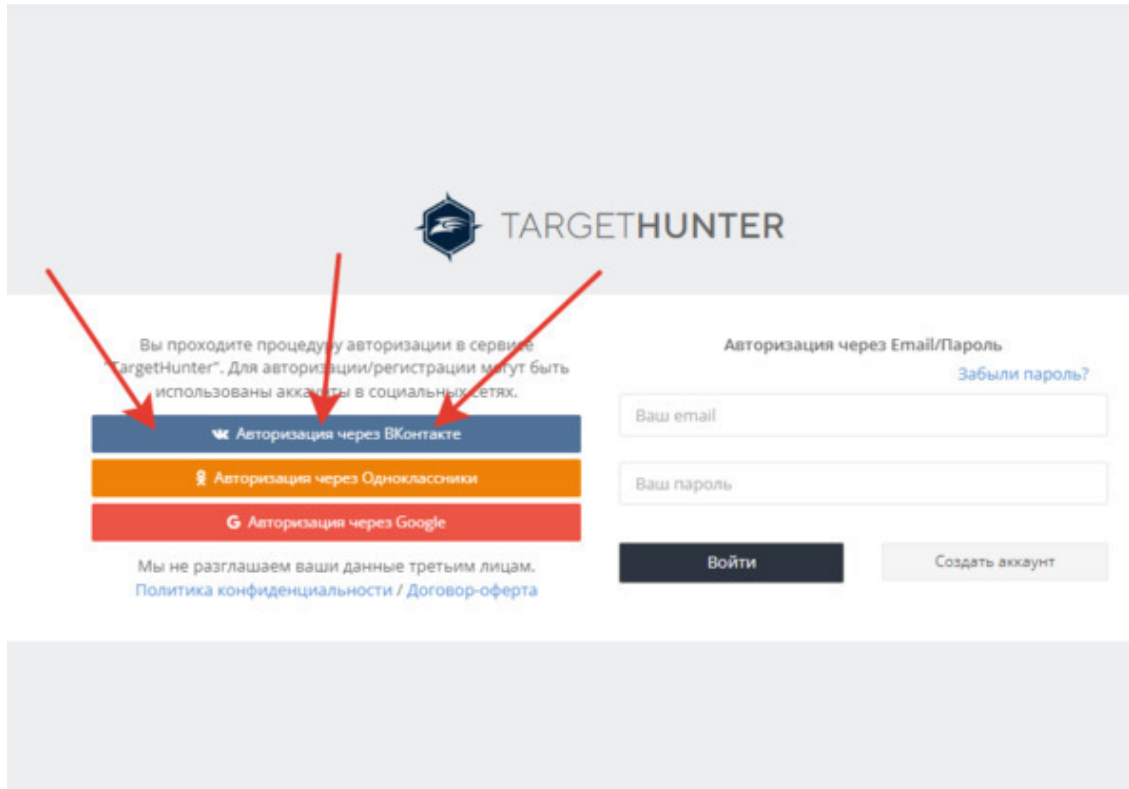 TARGETHUNTER
Вы проходите процедуру авторизации в сервисе
"TargetHunter". Для авторизации/регистрации могут быть
использованы аккаунты в социальных сетях.
Авторизация через ВКонтакте
Авторизация через Одноклассники
G Авторизация через Google
Мы не разглашаем ваши данные третьим лицам.
Политика конфиденциальности / Договор-оферта
Авторизация через Email/Пароль
Забыли пароль?
Ваш email
Ваш пароль
Войти
Создать аккаунт